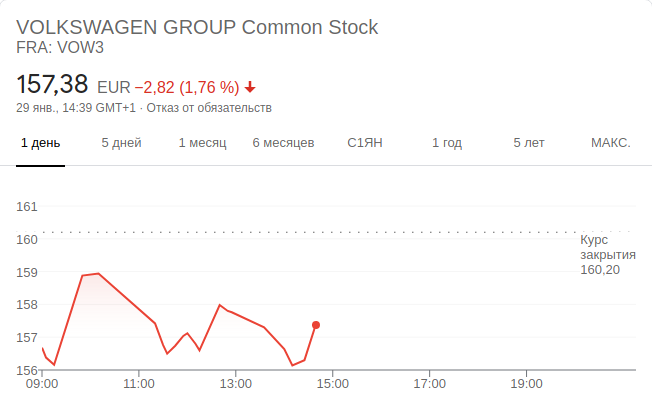 VOLKSWAGEN GROUP Common Stock
FRA: VOW3
157,38 EUR −2,82 (1,76 %)
29 янв., 14:39 GMT+1 · Отказ от обязательств
1 день 5 дней 1 месяц 6 месяцев С1ЯН 1 год 5 лет МАКС.
161
160
Курс
закрытия
159
160,20
158
157
156
09:00 11:00 13:00 15:00 17:00 19:00